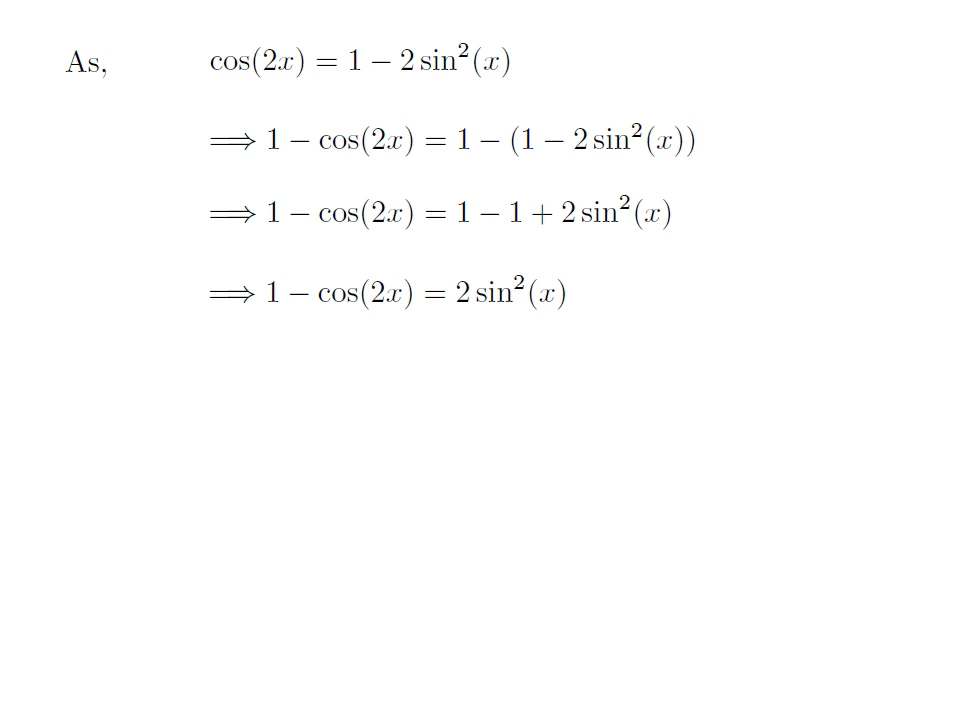 As, cos(2x) = 1 − 2 sin²(x)
⟹ 1 − cos(2x) = 1 − (1 − 2 sin²(x))
⟹ 1 − cos(2x) = 1 − 1 + 2 sin²(x)
⟹ 1 − cos(2x) = 2 sin²(x)